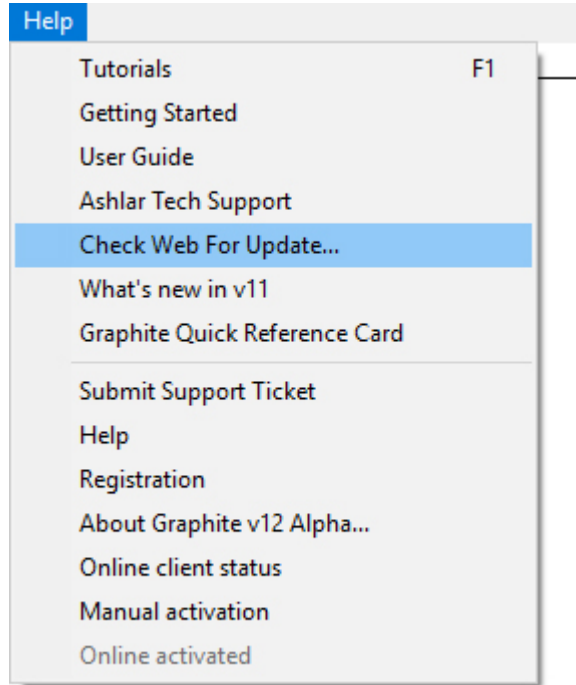 Help
Tutorials F1
Getting Started
User Guide
Ashlar Tech Support
Check Web For Update...
What's new in v11
Graphite Quick Reference Card
Submit Support Ticket
Help
Registration
About Graphite v12 Alpha...
Online client status
Manual activation
Online activated